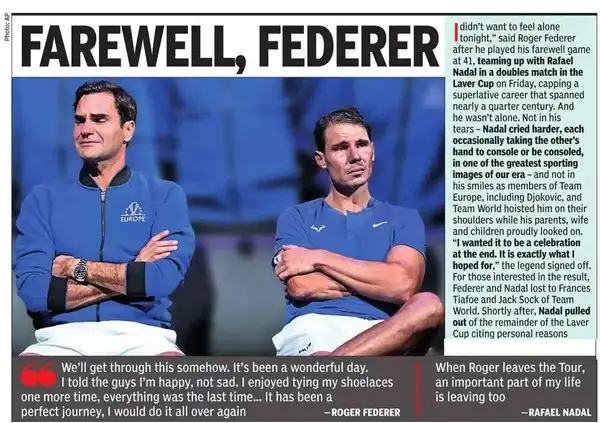 Photo: AP
FAREWELL, FEDERER
I didn't want to feel alone
tonight,” said Roger Federer
after he played his farewell game
at 41, teaming up with Rafael
Nadal in a doubles match in the
Laver Cup on Friday, capping a
superlative career that spanned
nearly a quarter century. And
he wasn't alone. Not in his
tears – Nadal cried harder, each
occasionally taking the other's
hand to console or be consoled,
in one of the greatest sporting
images of our era – and not in
his smiles as members of Team
Europe, including Djokovic, and
Team World hoisted him on their
shoulders while his parents, wife
and children proudly looked on.
“I wanted it to be a celebration
at the end. It is exactly what I
hoped for,” the legend signed off.
For those interested in the result,
Federer and Nadal lost to Frances
Tiafoe and Jack Sock of Team
World. Shortly after, Nadal pulled
out of the remainder of the Laver
Cup citing personal reasons
EUROPE
We'll get through this somehow. It's been a wonderful day.
I told the guys I'm happy, not sad. I enjoyed tying my shoelaces
one more time, everything was the last time... It has been a
perfect journey, I would do it all over again
—ROGER FEDERER
When Roger leaves the Tour,
an important part of my life
is leaving too
—RAFAEL NADAL